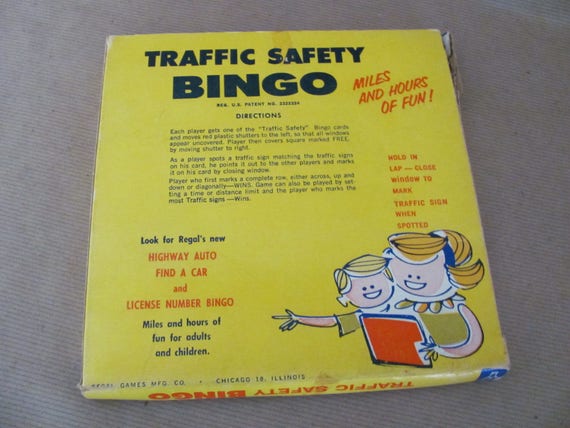 TRAFFIC SAFETY
BINGO
MILES
AND HOURS
OF FUN!
REG. U.S. PATENT NO. 2323324
DIRECTIONS
Each player gets one of the "Traffic Safety" Bingo cards
and moves red plastic shutters to the left, so that all windows
appear uncovered. Player then covers square marked FREE,
by moving shutter to right.
As a player spots a traffic sign matching the traffic signs
on his card, he points it out to the other players and marks
it on his card by closing window.
Player who first marks a complete row, either across, up and
down or diagonally—WINS. Game can also be played by set-
ting a time or distance limit and the player who marks the
most Traffic signs —Wins.
HOLD IN
LAP — CLOSE
window TO
MARK
TRAFFIC SIGN
WHEN
SPOTTED
Look for Regal's new
HIGHWAY AUTO
FIND A CAR
and
LICENSE NUMBER BINGO
Miles and hours of
fun for adults
and children.
REGAL GAMES MFG. CO. • CHICAGO 18, ILLINOIS
TRAFFIC SAFETY BINGO